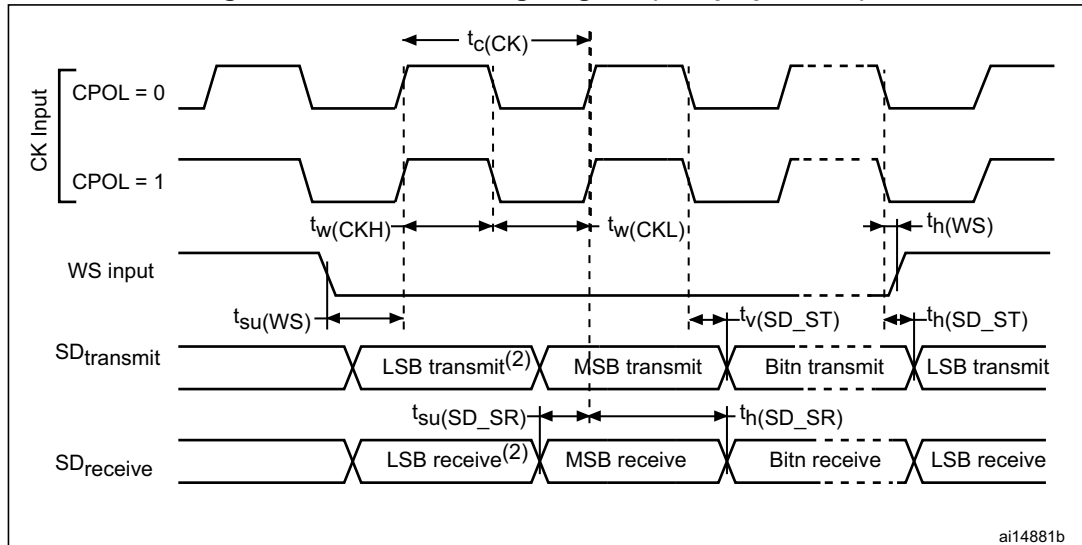 tc(CK)
CK Input
CPOL = 0
CPOL = 1
tw(CKH)
tw(CKL)
th(WS)
WS input
tsu(WS)
tv(SD_ST)
th(SD_ST)
SDtransmit
LSB transmit(2)
MSB transmit
Bitn transmit
LSB transmit
tsu(SD_SR)
th(SD_SR)
SDreceive
LSB receive(2)
MSB receive
Bitn receive
LSB receive
ai14881b